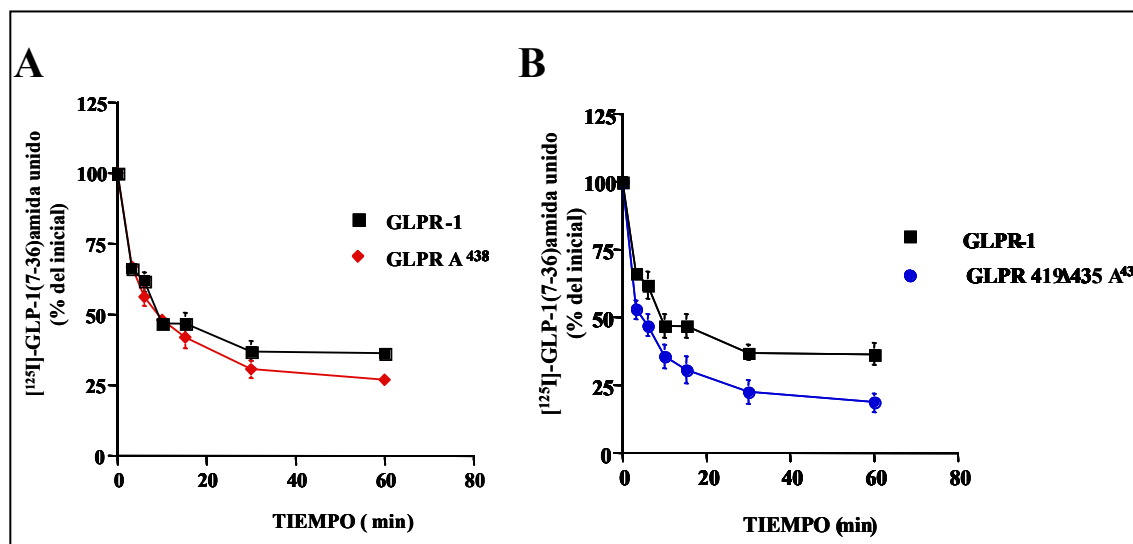 A
[¹²⁵I]-GLP-1(7-36)amida unido
(% del inicial)
125
100
75
50
25
0
0 20 40 60 80
TIEMPO ( min)
GLPR-1
GLPR A⁴³⁸
B
[¹²⁵I]-GLP-1(7-36)amida unido
(% del inicial)
125
100
75
50
25
0
0 20 40 60 80
TIEMPO (min)
GLPR-1
GLPR 419Δ435 A⁴³